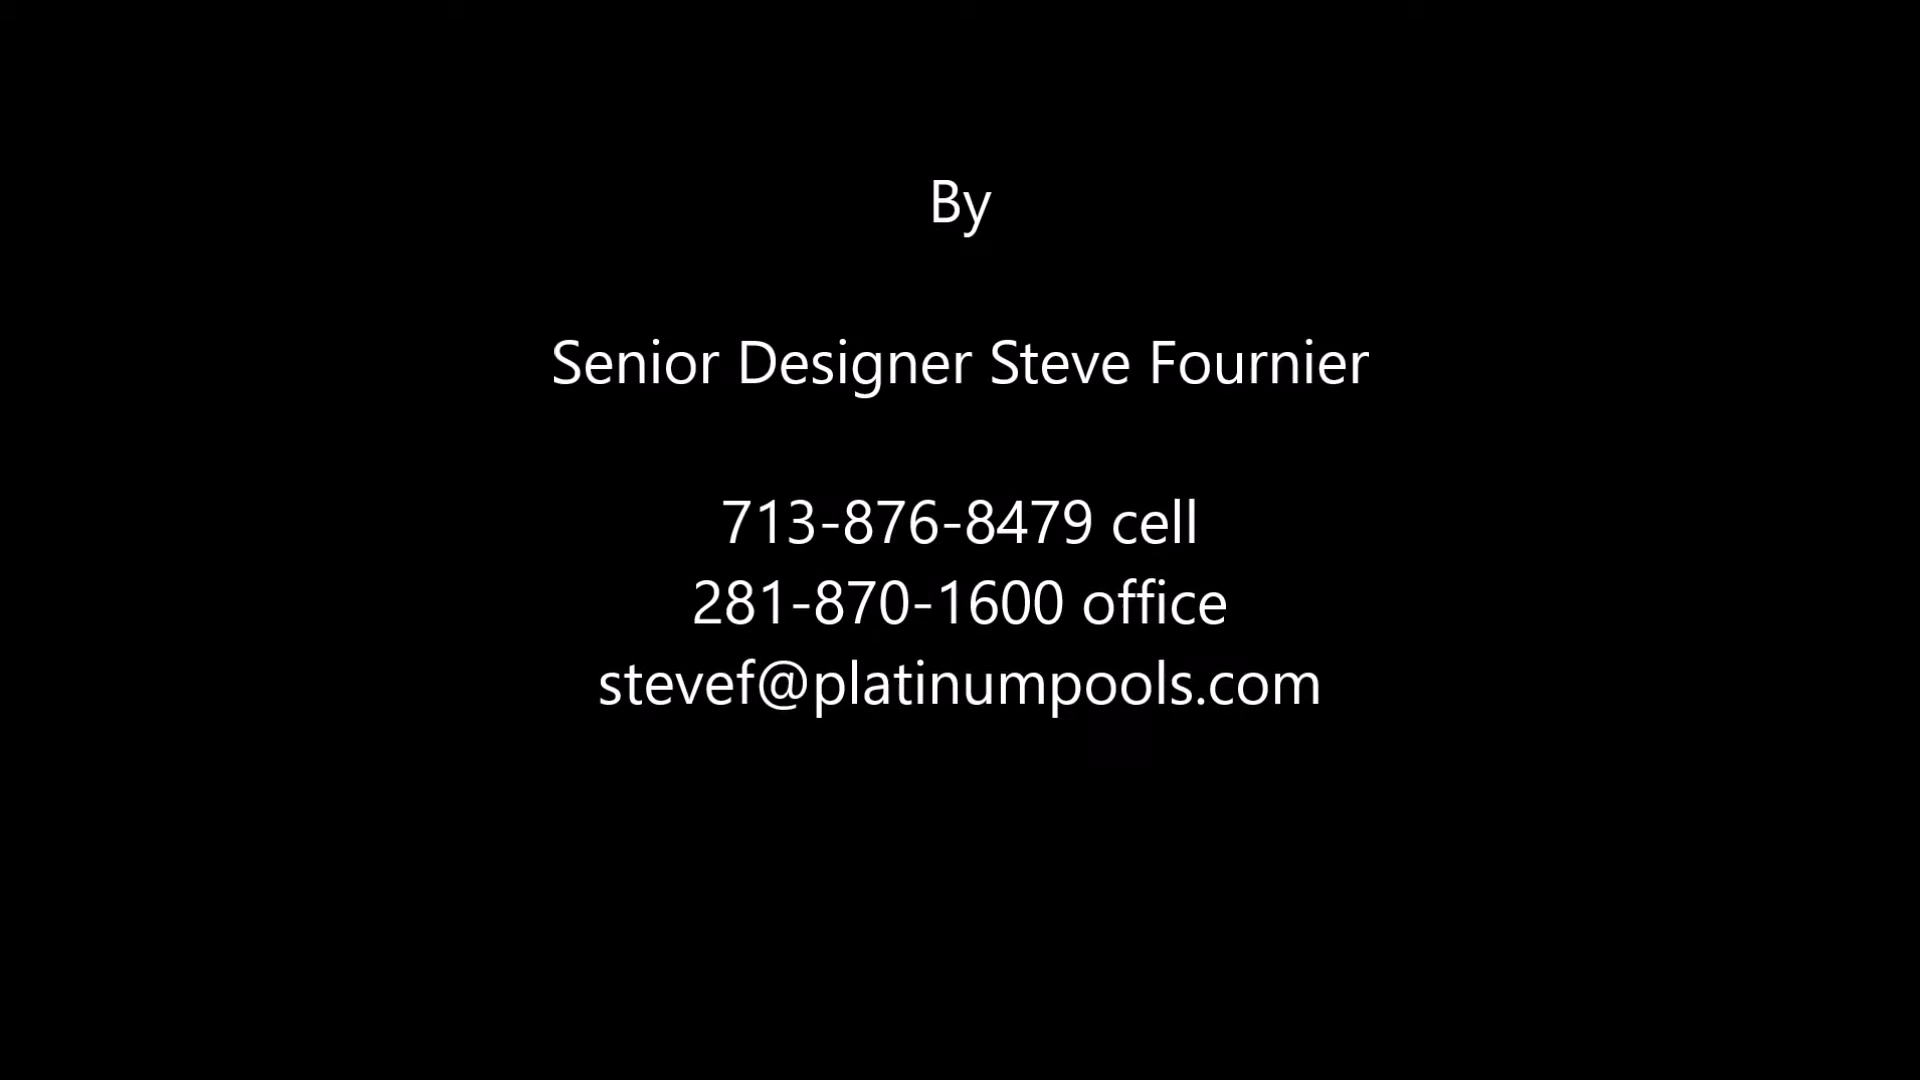 By
Senior Designer Steve Fournier
713-876-8479 cell
281-870-1600 office
stevef@platinumpools.com